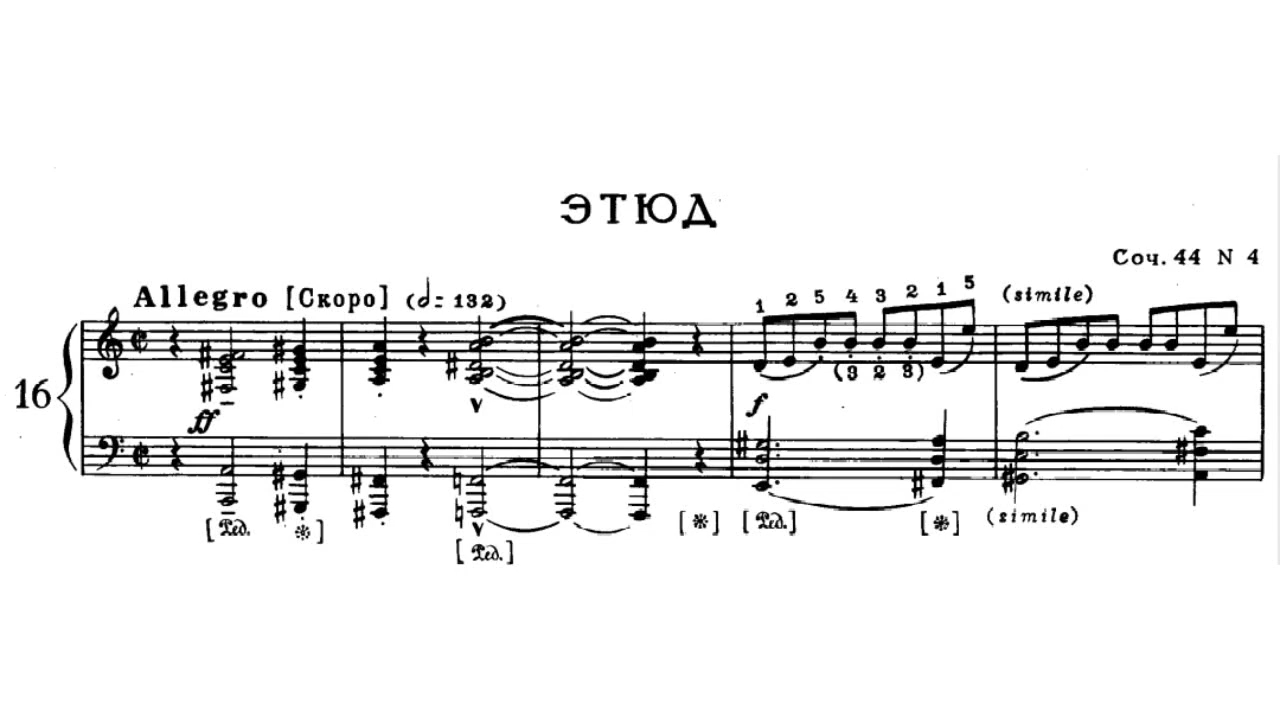 ЭТЮД
Соч. 44 N 4
Allegro [Скоро] (𝅗𝅥 = 132)
1 2 5 4 3 2 1 5 (simile)
16
(3 2 3)
ff f
[Ped. *] [Ped.] [*] [Ped.] [*] (simile)